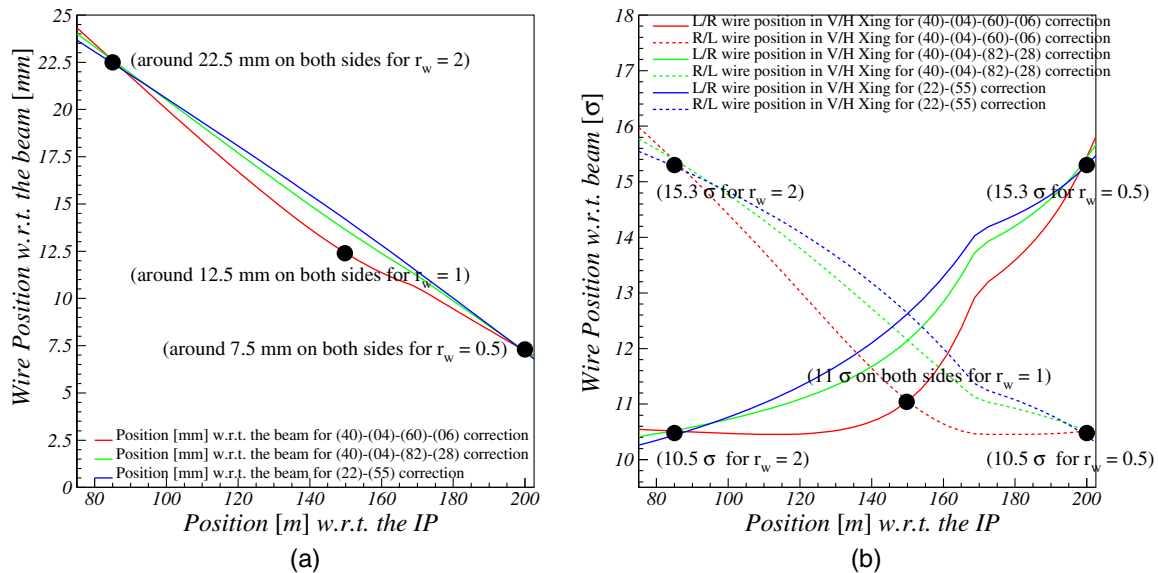 Wire Position w.r.t. the beam [mm]
25
22.5
20
17.5
15
12.5
10
7.5
5
2.5
0
(around 22.5 mm on both sides for r_w = 2)
(around 12.5 mm on both sides for r_w = 1)
(around 7.5 mm on both sides for r_w = 0.5)
Position [mm] w.r.t. the beam for (40)-(04)-(60)-(06) correction
Position [mm] w.r.t. the beam for (40)-(04)-(82)-(28) correction
Position [mm] w.r.t. the beam for (22)-(55) correction
80 100 120 140 160 180 200
Position [m] w.r.t. the IP
(a)
Wire Position w.r.t. beam [σ]
18
17
16
15
14
13
12
11
10
L/R wire position in V/H Xing for (40)-(04)-(60)-(06) correction
R/L wire position in V/H Xing for (40)-(04)-(60)-(06) correction
L/R wire position in V/H Xing for (40)-(04)-(82)-(28) correction
R/L wire position in V/H Xing for (40)-(04)-(82)-(28) correction
L/R wire position in V/H Xing for (22)-(55) correction
R/L wire position in V/H Xing for (22)-(55) correction
(15.3 σ for r_w = 2)
(15.3 σ for r_w = 0.5)
(11 σ on both sides for r_w = 1)
(10.5 σ for r_w = 2)
(10.5 σ for r_w = 0.5)
80 100 120 140 160 180 200
Position [m] w.r.t. the IP
(b)